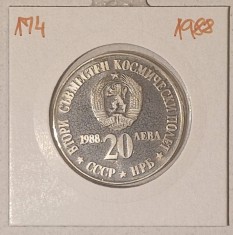 174 1988
ВТОРИ СЪВМЕСТЕН КОСМИЧЕСКИ ПОЛЕТ
1988 ЛЕВА
20
СССР ★ НРБ